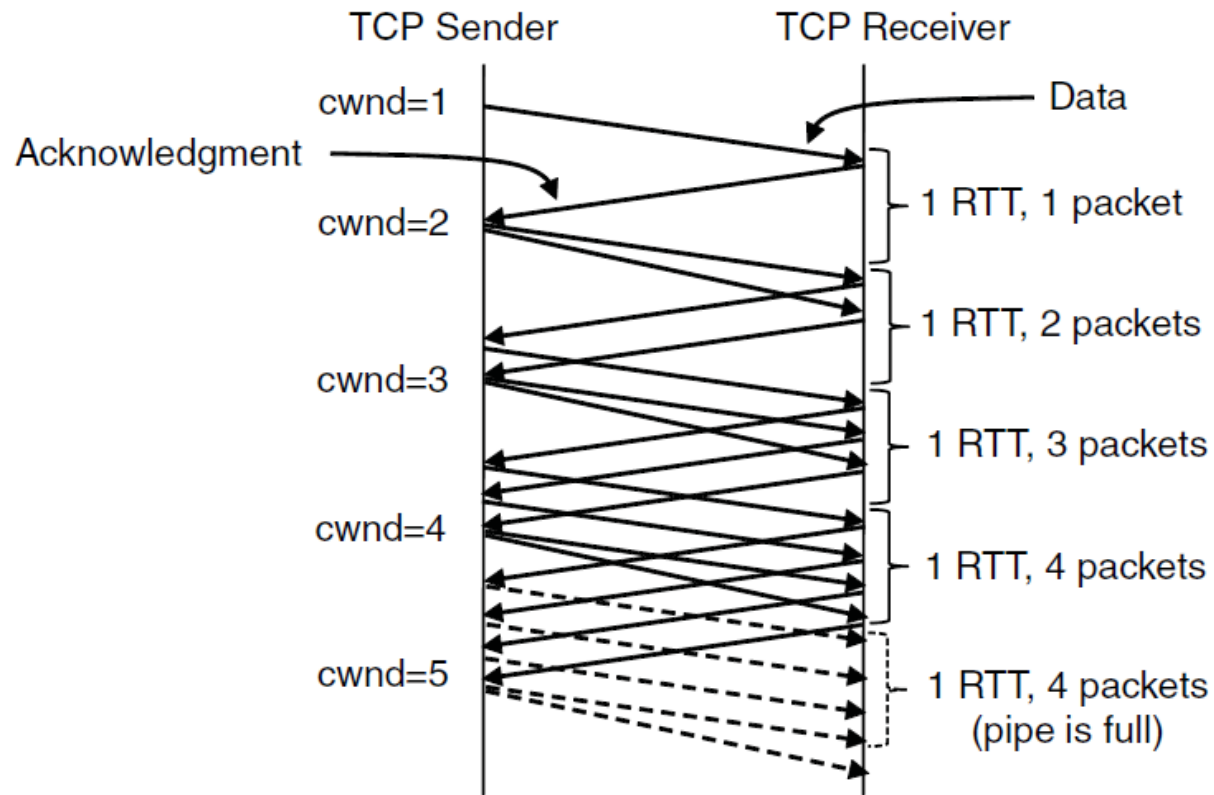 TCP Sender
TCP Receiver
cwnd=1
Data
Acknowledgment
1 RTT, 1 packet
cwnd=2
1 RTT, 2 packets
cwnd=3
1 RTT, 3 packets
cwnd=4
1 RTT, 4 packets
cwnd=5
1 RTT, 4 packets
(pipe is full)